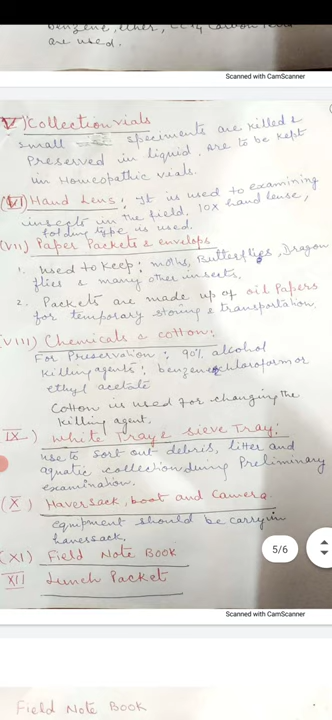 benzene, ether, CCl4 Carbon
are used.
Scanned with CamScanner
V) Collection vials
small specimens are killed &
Preserved in liquid. Are to be kept
in Homeopathic vials.
(VI) Hand Lens: It is used to examining
insects in the field. 10X hand lense,
folding type is used.
(VII) Paper Packets & envelops
1. Used to keep: moths, Butterflies, Dragon
flies & many other insects.
2. Packets are made up of oil Papers
for temporary storing & transportation.
(VIII) Chemicals & cotton:
For Preservation: 90% alcohol
Killing agents: benzene chloroform or
ethyl acetate
Cotton is used for changing the
killing agent.
IX) White Tray & sieve Tray:
use to sort out debris, litter and
aquatic collection during Preliminary
examination.
(X) Haversack, boot and Camera
equipment should be carry in
haversack.
(XI) Field Note Book
XI Lunch Packet
5/6
Scanned with CamScanner
Field Note Book